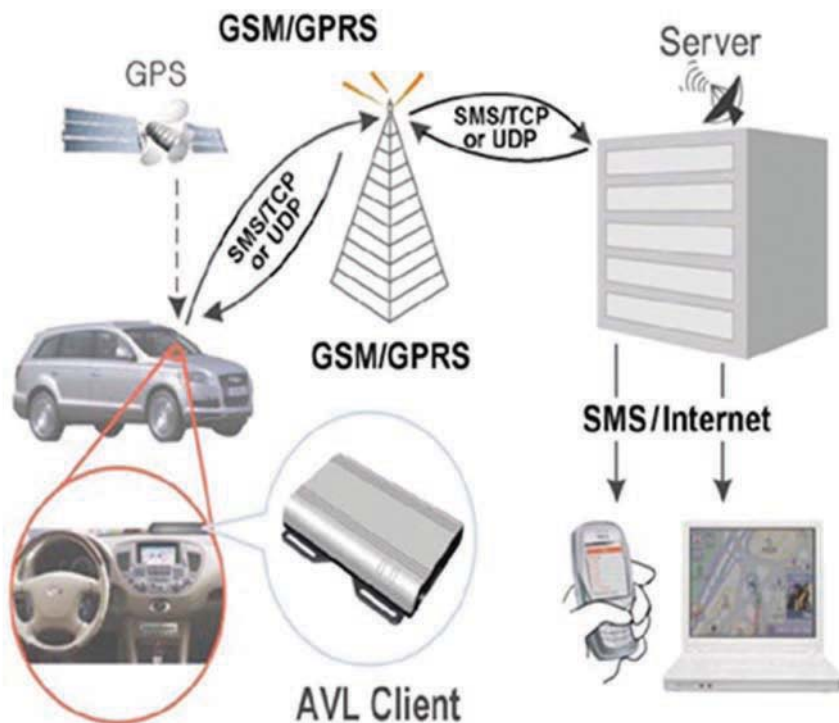 GSM/GPRS
Server
GPS
SMS/TCP
or UDP
SMS/TCP
or UDP
GSM/GPRS
SMS/Internet
AVL Client